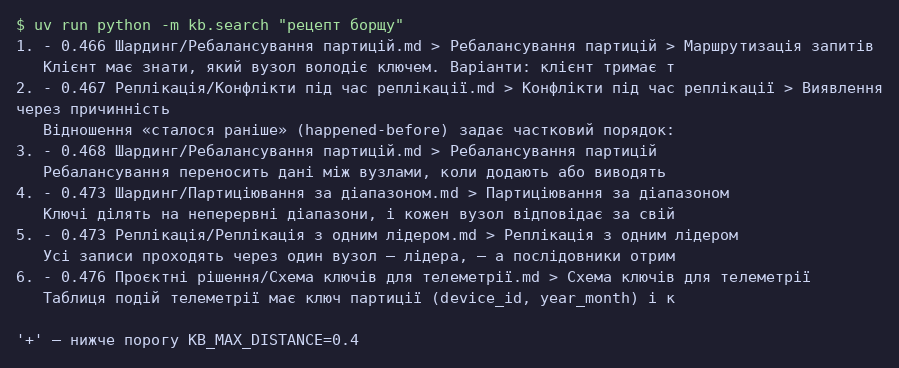 $ uv run python -m kb.search "рецепт борщу"
1. - 0.466 Шардинг/Ребалансування партицій.md > Ребалансування партицій > Маршрутизація запитів
   Клієнт має знати, який вузол володіє ключем. Варіанти: клієнт тримає т
2. - 0.467 Реплікація/Конфлікти під час реплікації.md > Конфлікти під час реплікації > Виявлення
через причинність
   Відношення «сталося раніше» (happened-before) задає частковий порядок:
3. - 0.468 Шардинг/Ребалансування партицій.md > Ребалансування партицій
   Ребалансування переносить дані між вузлами, коли додають або виводять
4. - 0.473 Шардинг/Партиціювання за діапазоном.md > Партиціювання за діапазоном
   Ключі ділять на неперервні діапазони, і кожен вузол відповідає за свій
5. - 0.473 Реплікація/Реплікація з одним лідером.md > Реплікація з одним лідером
   Усі записи проходять через один вузол — лідера, — а послідовники отрим
6. - 0.476 Проєктні рішення/Схема ключів для телеметрії.md > Схема ключів для телеметрії
   Таблиця подій телеметрії має ключ партиції (device_id, year_month) і к

'+' — нижче порогу KB_MAX_DISTANCE=0.4